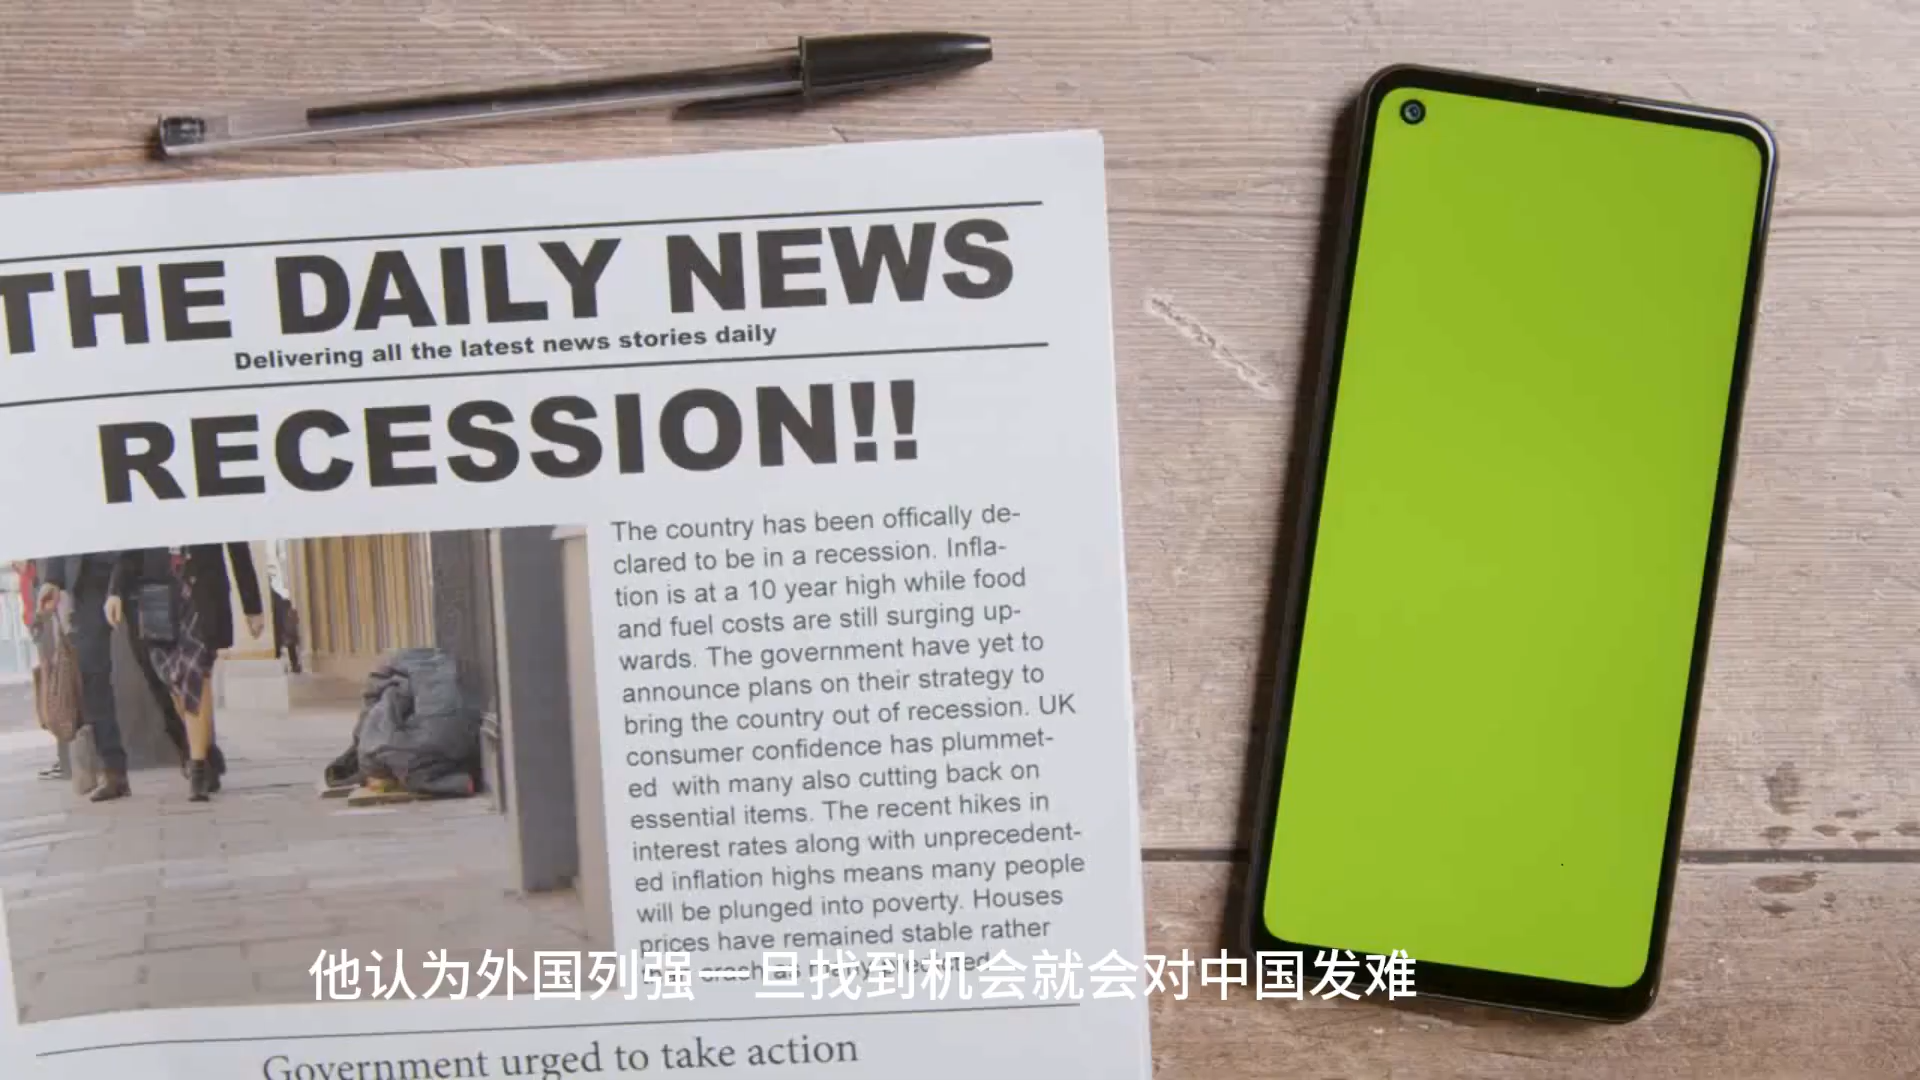 THE DAILY NEWS
Delivering all the latest news stories daily
RECESSION!!
The country has been offically de-
clared to be in a recession. Infla-
tion is at a 10 year high while food
and fuel costs are still surging up-
wards. The government have yet to
announce plans on their strategy to
bring the country out of recession. UK
consumer confidence has plummet-
ed with many also cutting back on
essential items. The recent hikes in
interest rates along with unprecedent-
ed inflation highs means many people
will be plunged into poverty. Houses
prices have remained stable rather
crash as many predicted
他认为外国列强一旦找到机会就会对中国发难
Government urged to take action